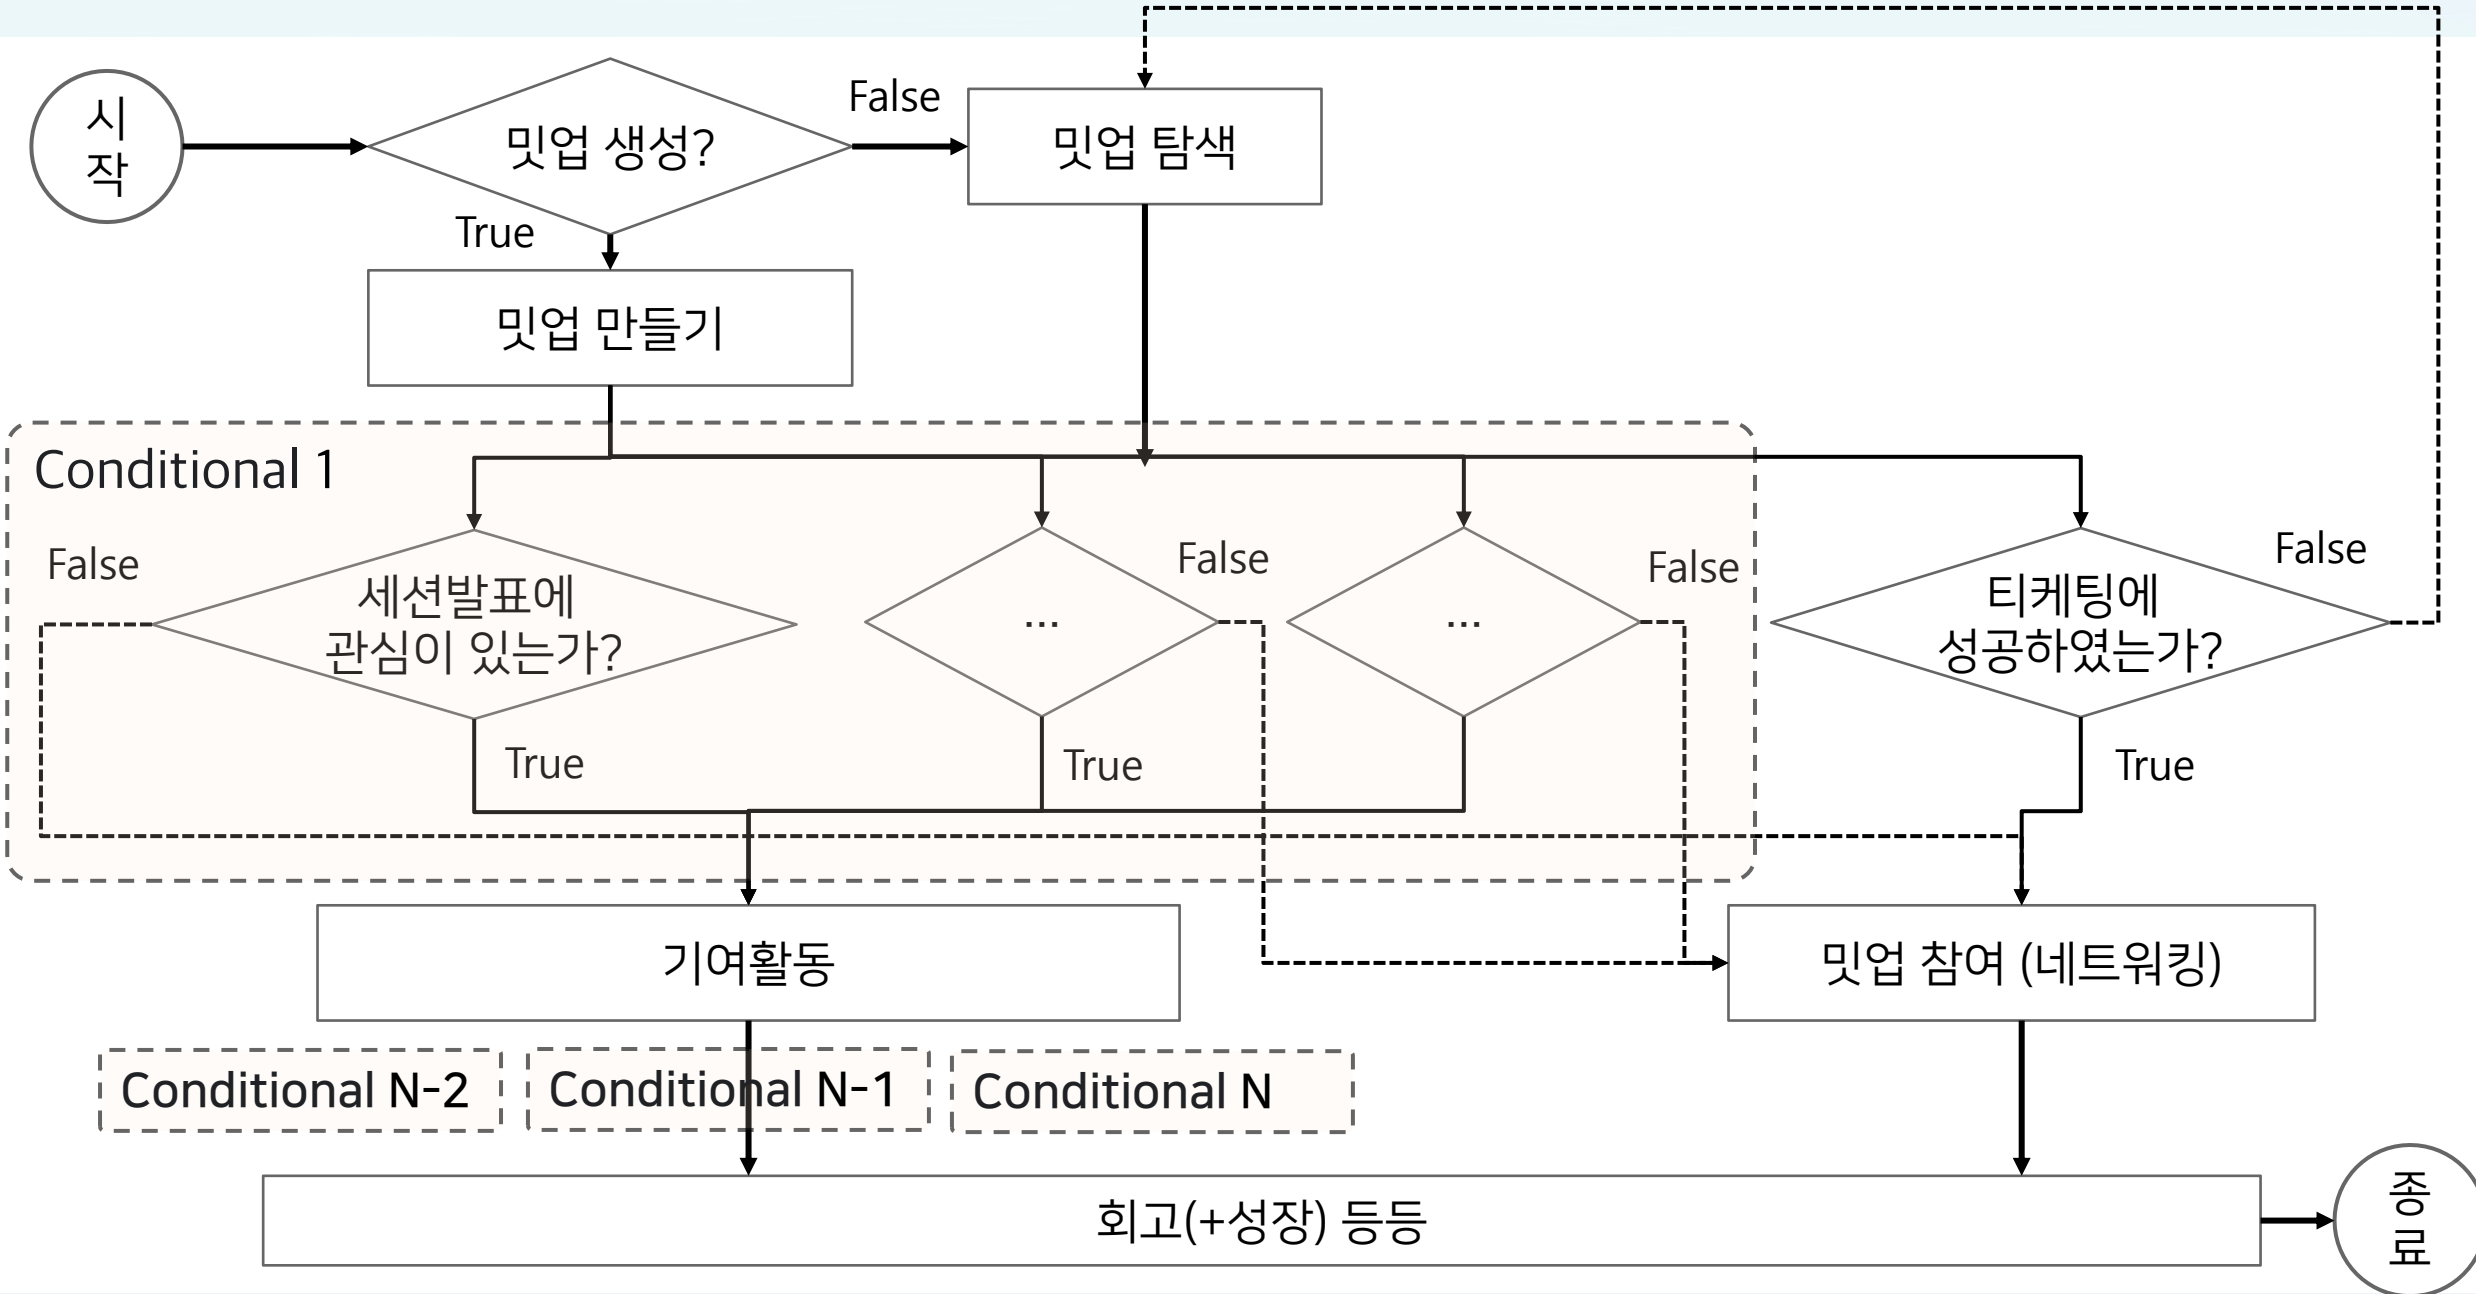 시
작
밋업 생성?
False
밋업 탐색
True
밋업 만들기
Conditional 1
False
세션발표에
관심이 있는가?
...
False
...
False
티케팅에
성공하였는가?
False
True
True
True
기여활동
밋업 참여 (네트워킹)
Conditional N-2
Conditional N-1
Conditional N
회고(+성장) 등등
종
료